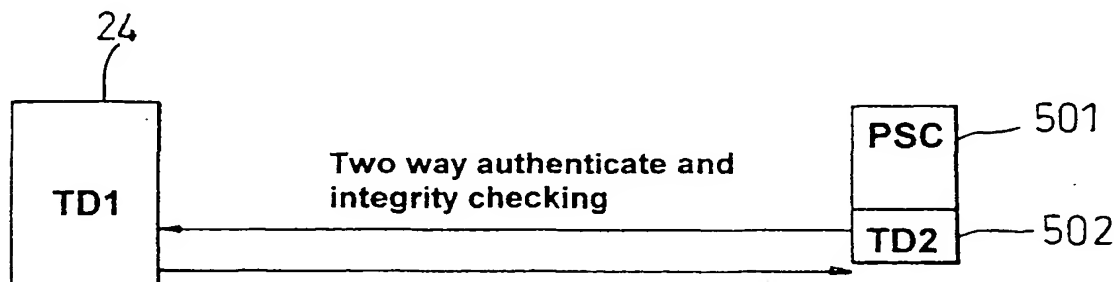 24
PSC
501
Two way authenticate and
integrity checking
TD1
TD2
502